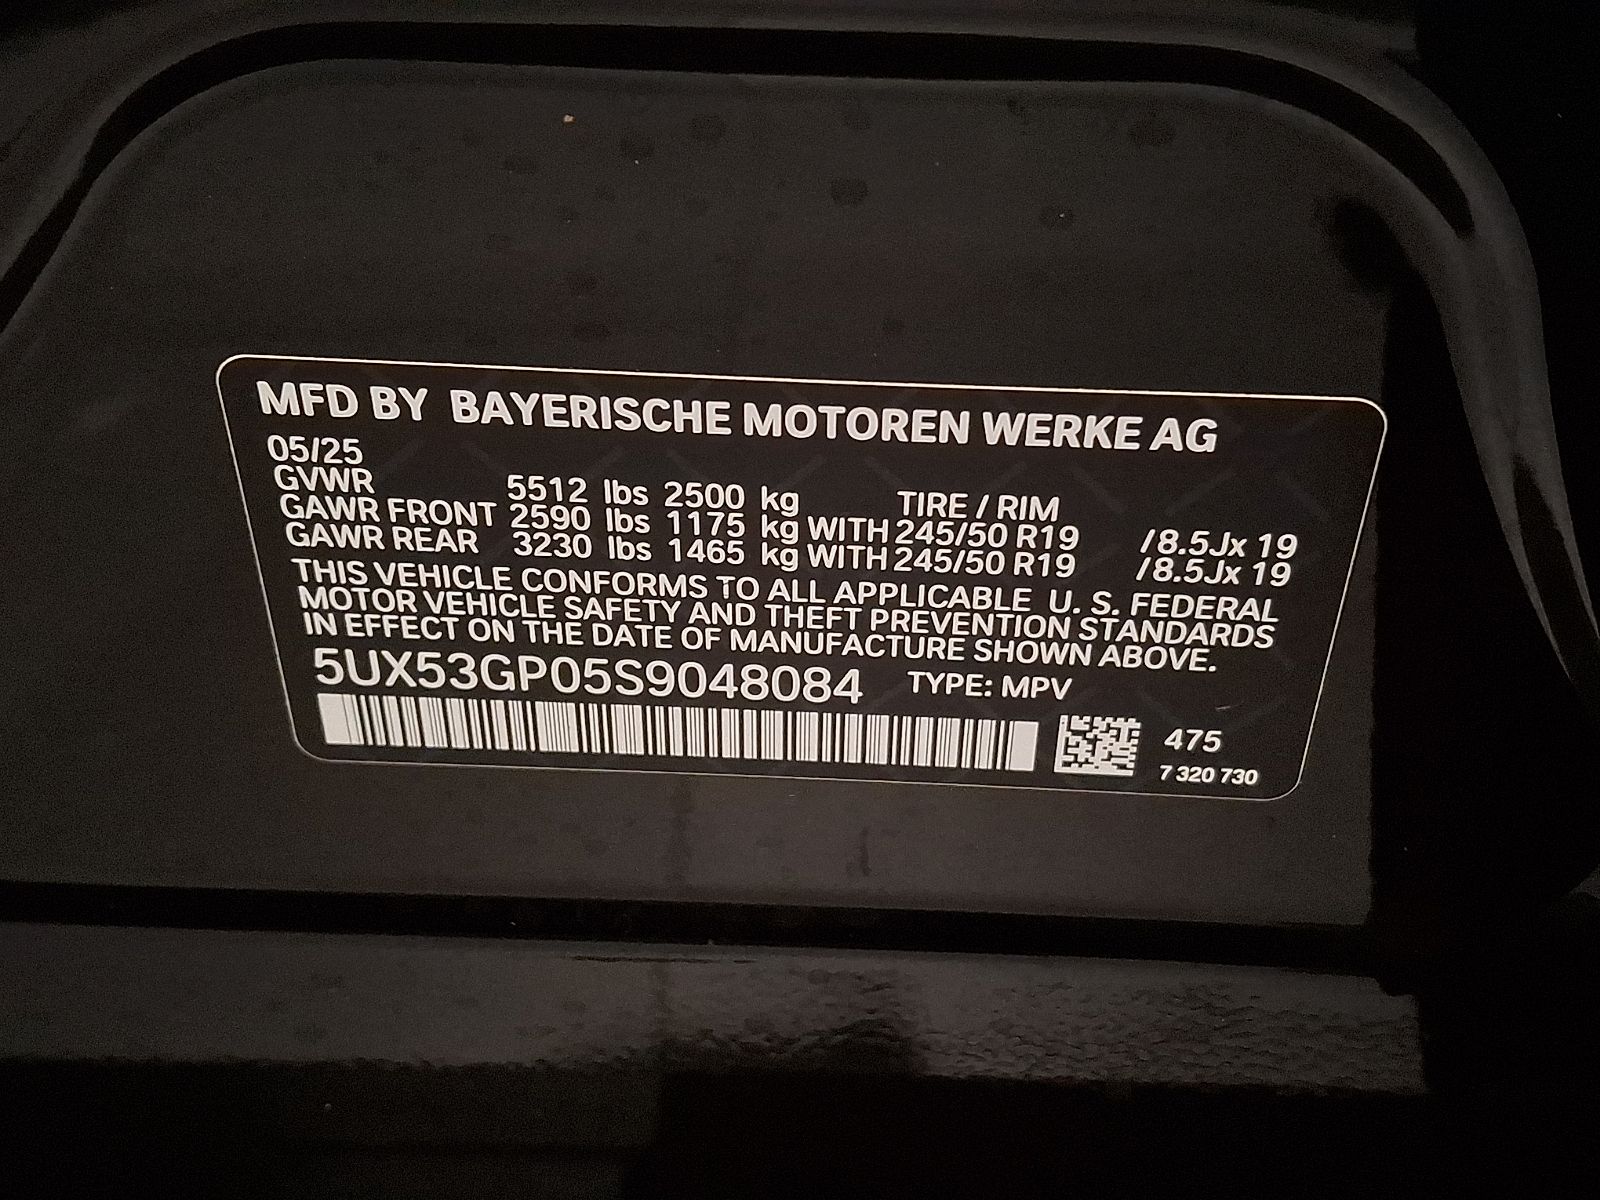 MFD BY BAYERISCHE MOTOREN WERKE AG
05/25
GVWR 5512 lbs 2500 kg TIRE / RIM
GAWR FRONT 2590 lbs 1175 kg WITH 245/50 R19 /8.5Jx 19
GAWR REAR 3230 lbs 1465 kg WITH 245/50 R19 /8.5Jx 19
THIS VEHICLE CONFORMS TO ALL APPLICABLE U. S. FEDERAL
MOTOR VEHICLE SAFETY AND THEFT PREVENTION STANDARDS
IN EFFECT ON THE DATE OF MANUFACTURE SHOWN ABOVE.
5UX53GP05S9048084 TYPE: MPV
475
7 320 730